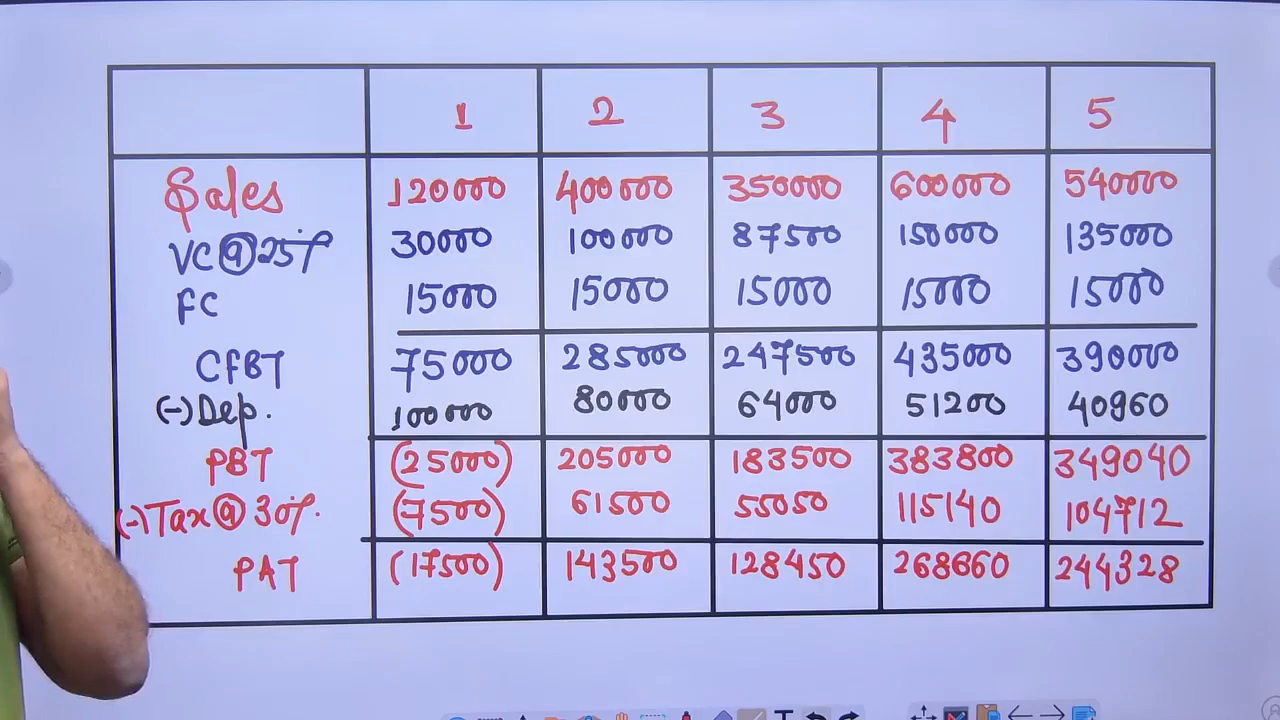 1 2 3 4 5
Sales 120000 400000 350000 600000 540000
VC @ 25% 30000 100000 87500 150000 135000
FC 15000 15000 15000 15000 15000
CFBT 75000 285000 247500 435000 390000
(-) Dep. 100000 80000 64000 51200 40960
PBT (25000) 205000 183500 383800 349040
(-) Tax @ 30%. (7500) 61500 55050 115140 104712
PAT (17500) 143500 128450 268660 244328